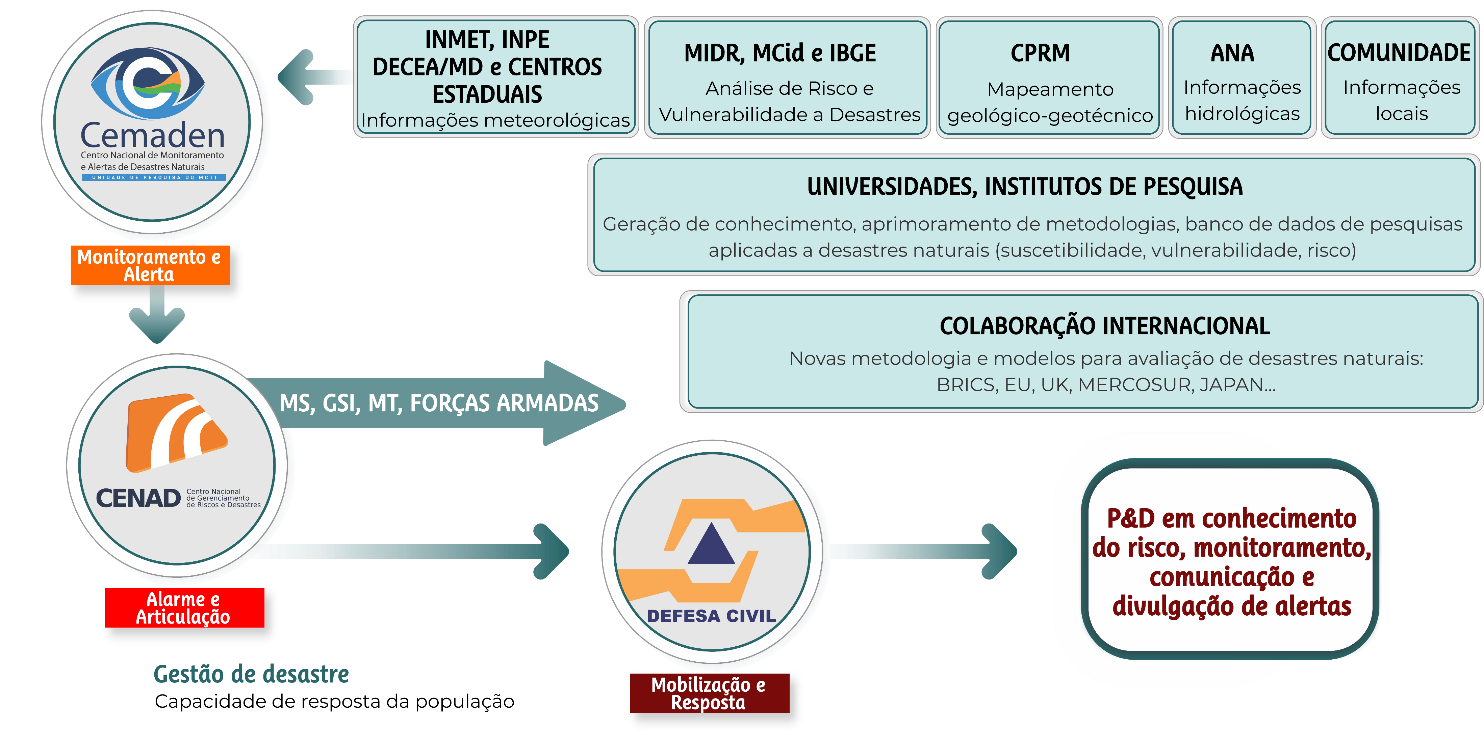 Cemaden
Centro Nacional de Monitoramento
e Alertas de Desastres Naturais
UNIDADE DE PESQUISA DO MCTI
Monitoramento e
Alerta
INMET, INPE
DECEA/MD e CENTROS
ESTADUAIS
Informações meteorológicas
MIDR, MCid e IBGE
Análise de Risco e
Vulnerabilidade a Desastres
CPRM
Mapeamento
geológico-geotécnico
ANA
Informações
hidrológicas
COMUNIDADE
Informações
locais
UNIVERSIDADES, INSTITUTOS DE PESQUISA
Geração de conhecimento, aprimoramento de metodologias, banco de dados de pesquisas
aplicadas a desastres naturais (suscetibilidade, vulnerabilidade, risco)
COLABORAÇÃO INTERNACIONAL
Novas metodologia e modelos para avaliação de desastres naturais:
BRICS, EU, UK, MERCOSUR, JAPAN...
MS, GSI, MT, FORÇAS ARMADAS
CENAD
Centro Nacional
de Gerenciamento
de Riscos e Desastres
Alarme e
Articulação
DEFESA CIVIL
Mobilização e
Resposta
P&D em conhecimento
do risco, monitoramento,
comunicação e
divulgação de alertas
Gestão de desastre
Capacidade de resposta da população